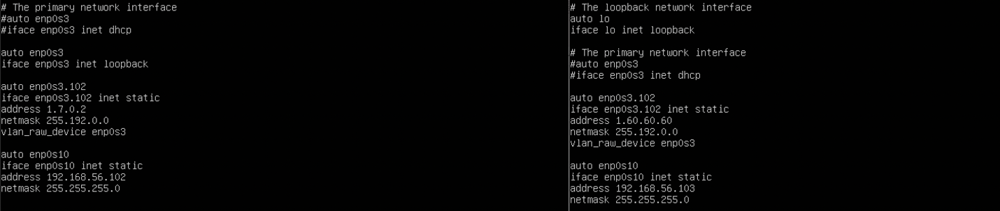 # The primary network interface
#auto enp0s3
#iface enp0s3 inet dhcp
auto enp0s3
iface enp0s3 inet loopback
auto enp0s3.102
iface enp0s3.102 inet static
address 1.7.0.2
netmask 255.192.0.0
vlan_raw_device enp0s3
auto enp0s10
iface enp0s10 inet static
address 192.168.56.102
netmask 255.255.255.0
# The loopback network interface
auto lo
iface lo inet loopback
# The primary network interface
#auto enp0s3
#iface enp0s3 inet dhcp
auto enp0s3.102
iface enp0s3.102 inet static
address 1.60.60.60
netmask 255.192.0.0
vlan_raw_device enp0s3
auto enp0s10
iface enp0s10 inet static
address 192.168.56.103
netmask 255.255.255.0